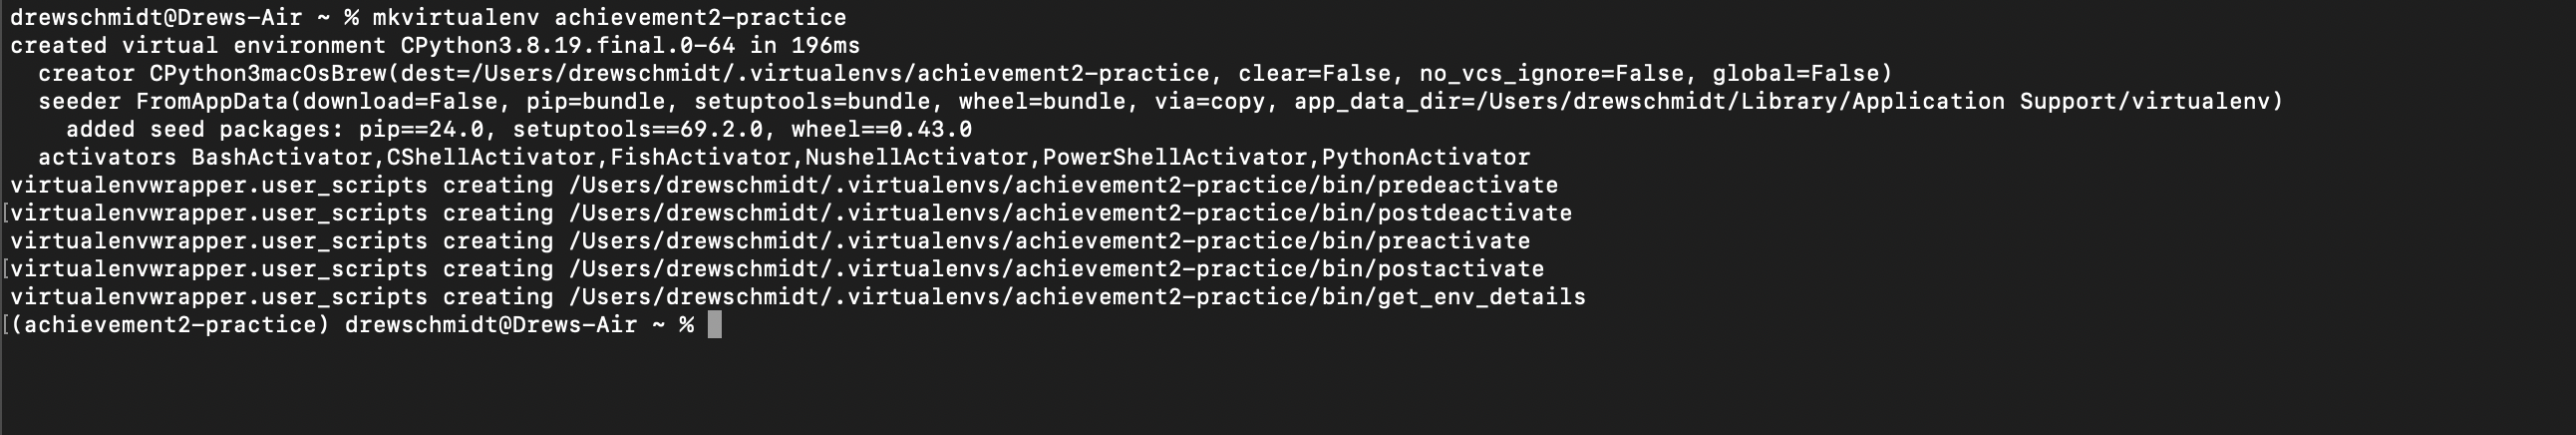 drewschmidt@Drews-Air ~ % mkvirtualenv achievement2-practice
created virtual environment CPython3.8.19.final.0-64 in 196ms
  creator CPython3macOsBrew(dest=/Users/drewschmidt/.virtualenvs/achievement2-practice, clear=False, no_vcs_ignore=False, global=False)
  seeder FromAppData(download=False, pip=bundle, setuptools=bundle, wheel=bundle, via=copy, app_data_dir=/Users/drewschmidt/Library/Application Support/virtualenv)
    added seed packages: pip==24.0, setuptools==69.2.0, wheel==0.43.0
  activators BashActivator,CShellActivator,FishActivator,NushellActivator,PowerShellActivator,PythonActivator
virtualenvwrapper.user_scripts creating /Users/drewschmidt/.virtualenvs/achievement2-practice/bin/predeactivate
[virtualenvwrapper.user_scripts creating /Users/drewschmidt/.virtualenvs/achievement2-practice/bin/postdeactivate
virtualenvwrapper.user_scripts creating /Users/drewschmidt/.virtualenvs/achievement2-practice/bin/preactivate
[virtualenvwrapper.user_scripts creating /Users/drewschmidt/.virtualenvs/achievement2-practice/bin/postactivate
virtualenvwrapper.user_scripts creating /Users/drewschmidt/.virtualenvs/achievement2-practice/bin/get_env_details
[(achievement2-practice) drewschmidt@Drews-Air ~ %